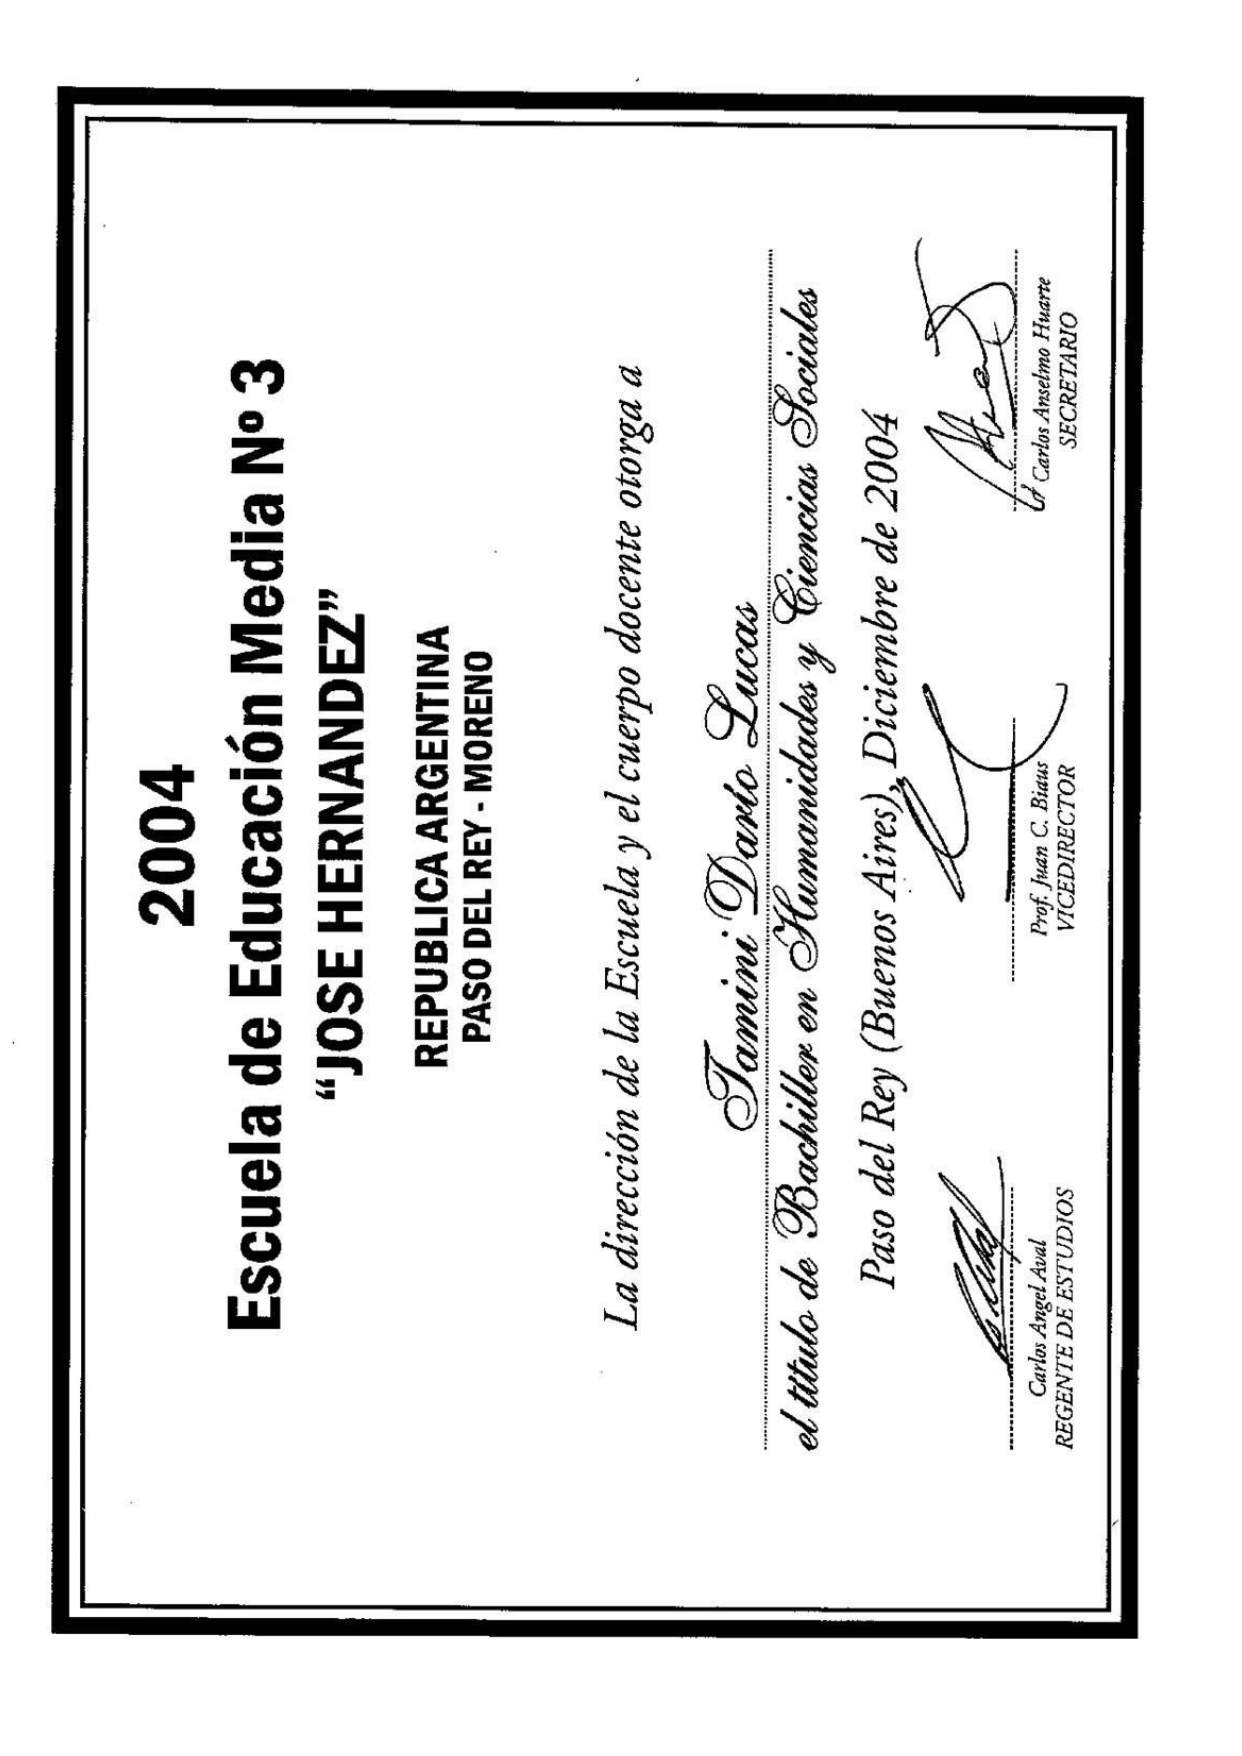 2004
Escuela de Educación Media Nº 3
“JOSE HERNANDEZ”
REPUBLICA ARGENTINA
PASO DEL REY - MORENO
La dirección de la Escuela y el cuerpo docente otorga a
Tamini Darío Lucas
el título de Bachiller en Humanidades y Ciencias Sociales
Paso del Rey (Buenos Aires), Diciembre de 2004
Carlos Angel Aval
REGENTE DE ESTUDIOS
Prof. Juan C. Biaus
VICEDIRECTOR
Carlos Anselmo Huarte
SECRETARIO